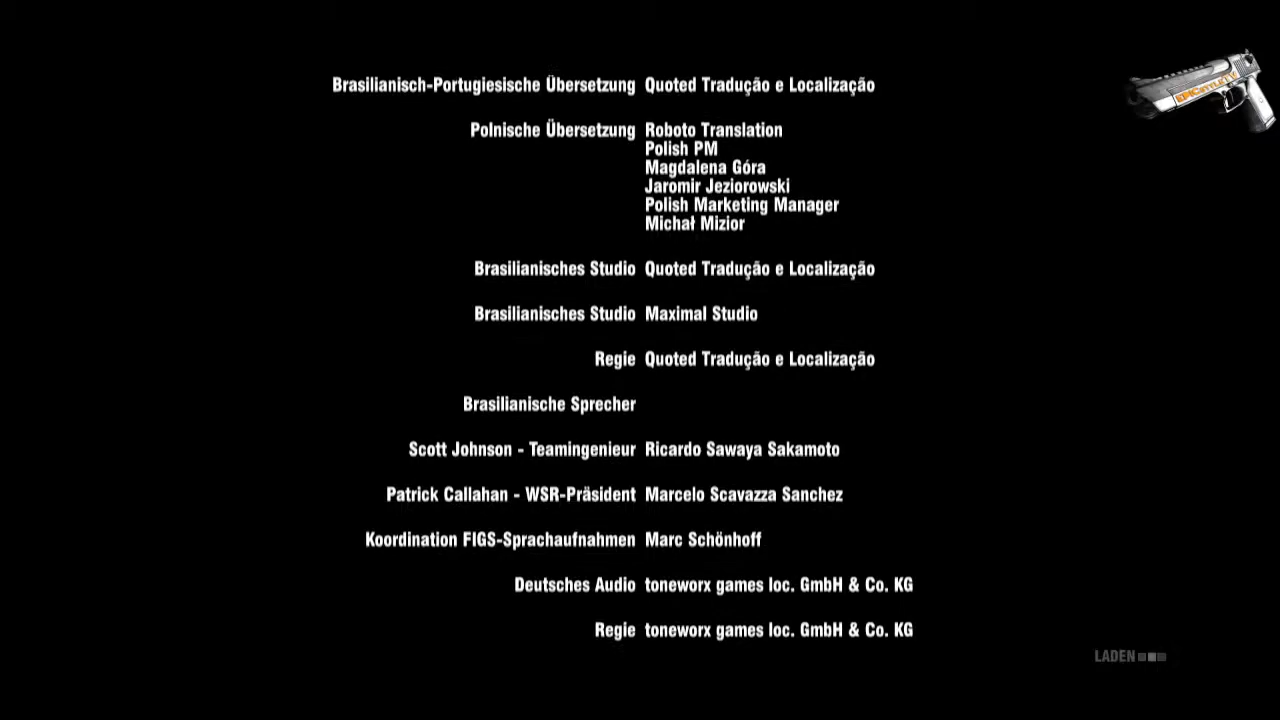 Brasilianisch-Portugiesische Übersetzung Quoted Tradução e Localização
Polnische Übersetzung Roboto Translation
Polish PM
Magdalena Góra
Jaromir Jeziorowski
Polish Marketing Manager
Michał Mizior
Brasilianisches Studio Quoted Tradução e Localização
Brasilianisches Studio Maximal Studio
Regie Quoted Tradução e Localização
Brasilianische Sprecher
Scott Johnson - Teamingenieur Ricardo Sawaya Sakamoto
Patrick Callahan - WSR-Präsident Marcelo Scavazza Sanchez
Koordination FIGS-Sprachaufnahmen Marc Schönhoff
Deutsches Audio toneworx games loc. GmbH & Co. KG
Regie toneworx games loc. GmbH & Co. KG
LADEN